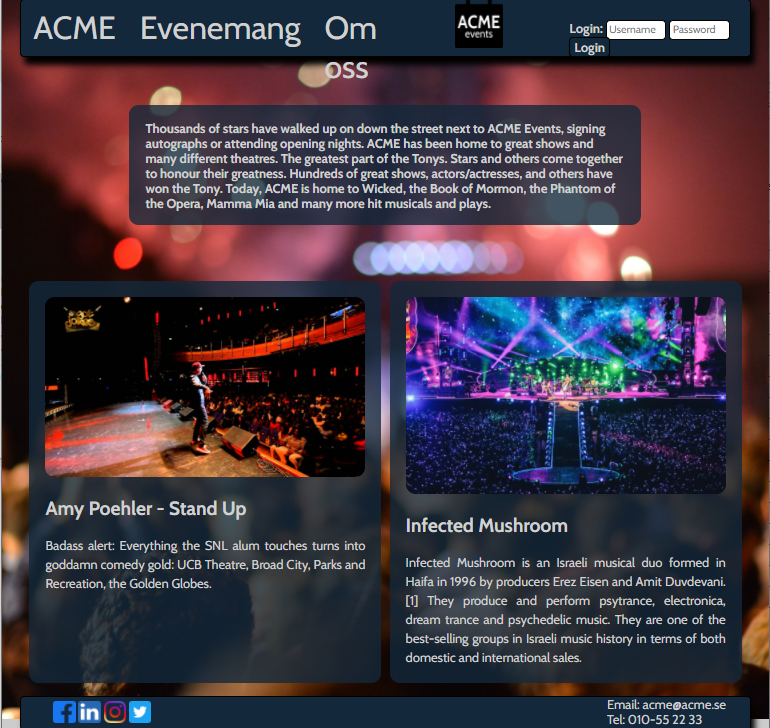 ACME Evenemang Om
oss
ACME
events
Login: Username Password
Login
Thousands of stars have walked up on down the street next to ACME Events, signing
autographs or attending opening nights. ACME has been home to great shows and
many different theatres. The greatest part of the Tonys. Stars and others come together
to honour their greatness. Hundreds of great shows, actors/actresses, and others have
won the Tony. Today, ACME is home to Wicked, the Book of Mormon, the Phantom of
the Opera, Mamma Mia and many more hit musicals and plays.
Amy Poehler - Stand Up
Badass alert: Everything the SNL alum touches turns into
goddamn comedy gold: UCB Theatre, Broad City, Parks and
Recreation, the Golden Globes.
Infected Mushroom
Infected Mushroom is an Israeli musical duo formed in
Haifa in 1996 by producers Erez Eisen and Amit Duvdevani.
[1] They produce and perform psytrance, electronica,
dream trance and psychedelic music. They are one of the
best-selling groups in Israeli music history in terms of both
domestic and international sales.
Email: acme@acme.se
Tel: 010-55 22 33